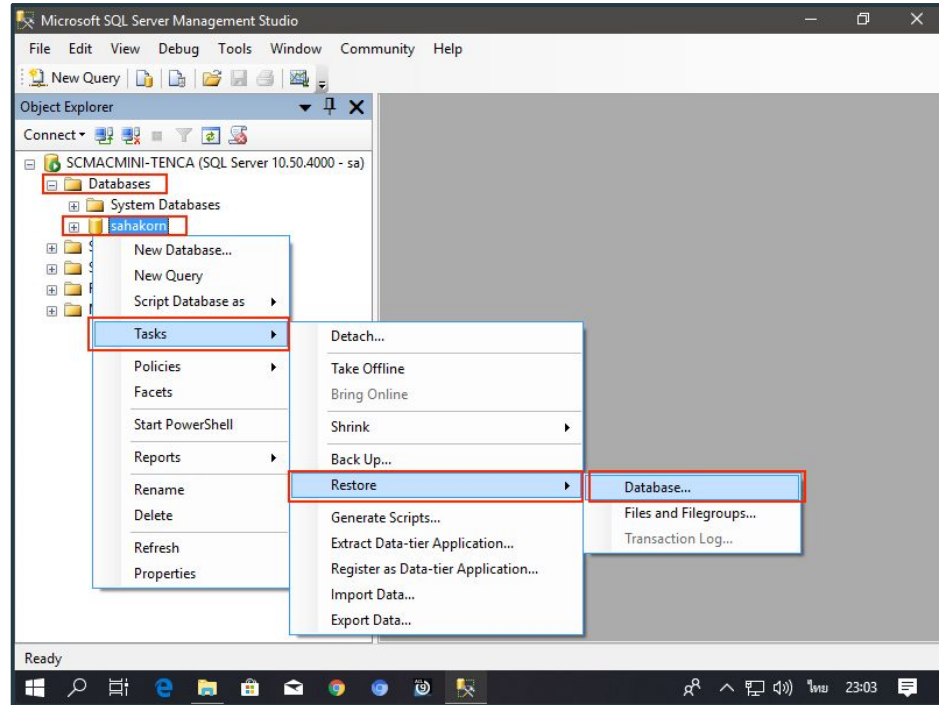 Microsoft SQL Server Management Studio
File Edit View Debug Tools Window Community Help
New Query
Object Explorer
Connect
SCMACMINI-TENCA (SQL Server 10.50.4000 - sa)
Databases
System Databases
sahakorn
New Database...
New Query
Script Database as
Tasks
Policies
Facets
Start PowerShell
Reports
Rename
Delete
Refresh
Properties
Detach...
Take Offline
Bring Online
Shrink
Back Up...
Restore
Generate Scripts...
Extract Data-tier Application...
Register as Data-tier Application...
Import Data...
Export Data...
Database...
Files and Filegroups...
Transaction Log...
Ready
ไทย 23:03